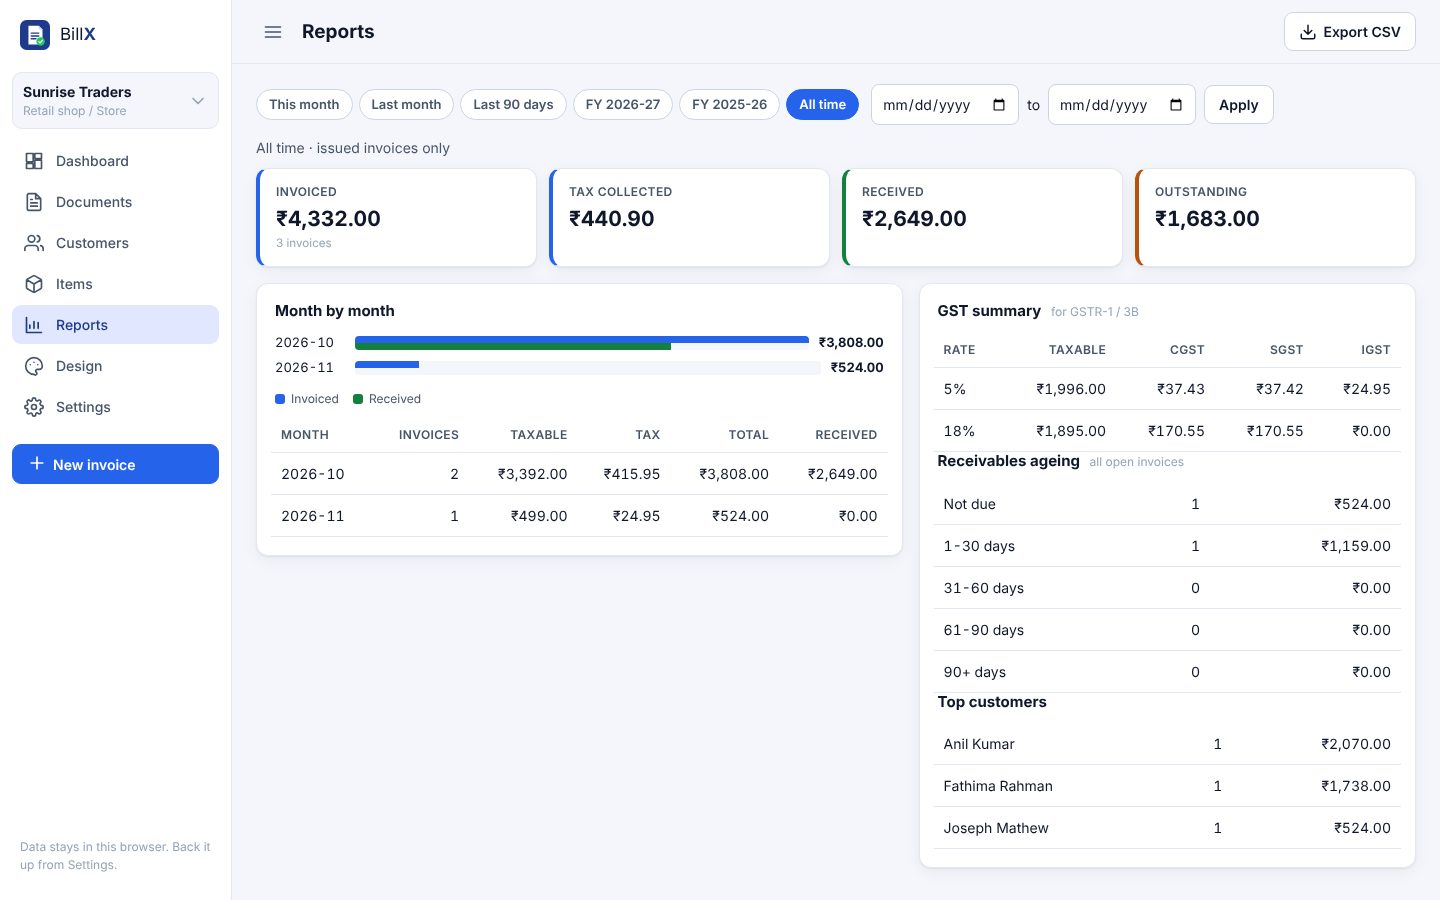 BillX
Sunrise Traders
Retail shop / Store
Dashboard
Documents
Customers
Items
Reports
Design
Settings
New invoice
Data stays in this browser. Back it
up from Settings.
Reports
Export CSV
This month Last month Last 90 days FY 2026-27 FY 2025-26 All time mm/dd/yyyy to mm/dd/yyyy Apply
All time · issued invoices only
INVOICED
₹4,332.00
3 invoices
TAX COLLECTED
₹440.90
RECEIVED
₹2,649.00
OUTSTANDING
₹1,683.00
Month by month
2026-10 ₹3,808.00
2026-11 ₹524.00
Invoiced Received
MONTH INVOICES TAXABLE TAX TOTAL RECEIVED
2026-10 2 ₹3,392.00 ₹415.95 ₹3,808.00 ₹2,649.00
2026-11 1 ₹499.00 ₹24.95 ₹524.00 ₹0.00
GST summary for GSTR-1 / 3B
RATE TAXABLE CGST SGST IGST
5% ₹1,996.00 ₹37.43 ₹37.42 ₹24.95
18% ₹1,895.00 ₹170.55 ₹170.55 ₹0.00
Receivables ageing all open invoices
Not due 1 ₹524.00
1-30 days 1 ₹1,159.00
31-60 days 0 ₹0.00
61-90 days 0 ₹0.00
90+ days 0 ₹0.00
Top customers
Anil Kumar 1 ₹2,070.00
Fathima Rahman 1 ₹1,738.00
Joseph Mathew 1 ₹524.00